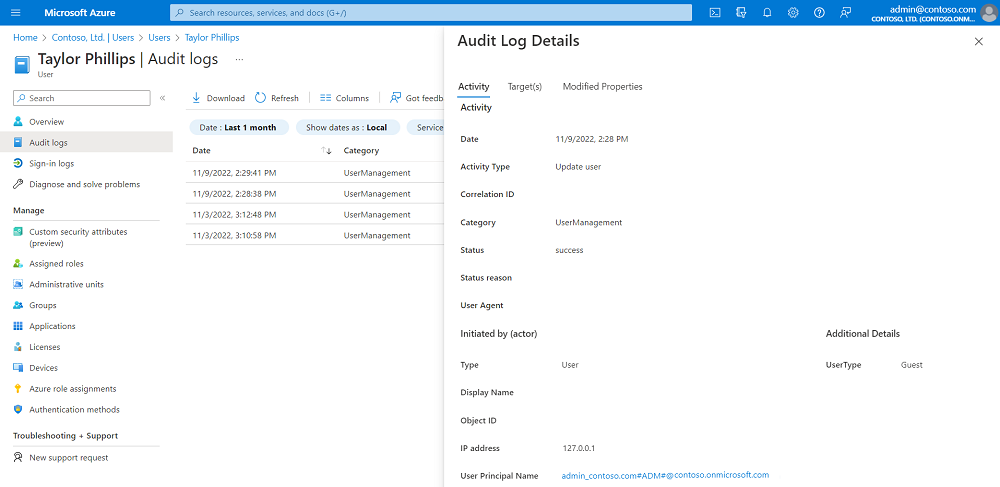 Microsoft Azure
Search resources, services, and docs (G+/)
admin@contoso.com
CONTOSO, LTD. (CONTOSO.ONM...
Home > Contoso, Ltd. | Users > Users > Taylor Phillips
Taylor Phillips | Audit logs ...
User
Search
«
Overview
Audit logs
Sign-in logs
Diagnose and solve problems
Manage
Custom security attributes
(preview)
Assigned roles
Administrative units
Groups
Applications
Licenses
Devices
Azure role assignments
Authentication methods
Troubleshooting + Support
New support request
Download Refresh Columns Got feedb
Date : Last 1 month Show dates as : Local Service
Date ↑↓ Category
11/9/2022, 2:29:41 PM UserManagement
11/9/2022, 2:28:38 PM UserManagement
11/3/2022, 3:12:48 PM UserManagement
11/3/2022, 3:10:58 PM UserManagement
Audit Log Details
Activity Target(s) Modified Properties
Activity
Date 11/9/2022, 2:28 PM
Activity Type Update user
Correlation ID
Category UserManagement
Status success
Status reason
User Agent
Initiated by (actor) Additional Details
Type User UserType Guest
Display Name
Object ID
IP address 127.0.0.1
User Principal Name admin_contoso.com#ADM#@contoso.onmicrosoft.com